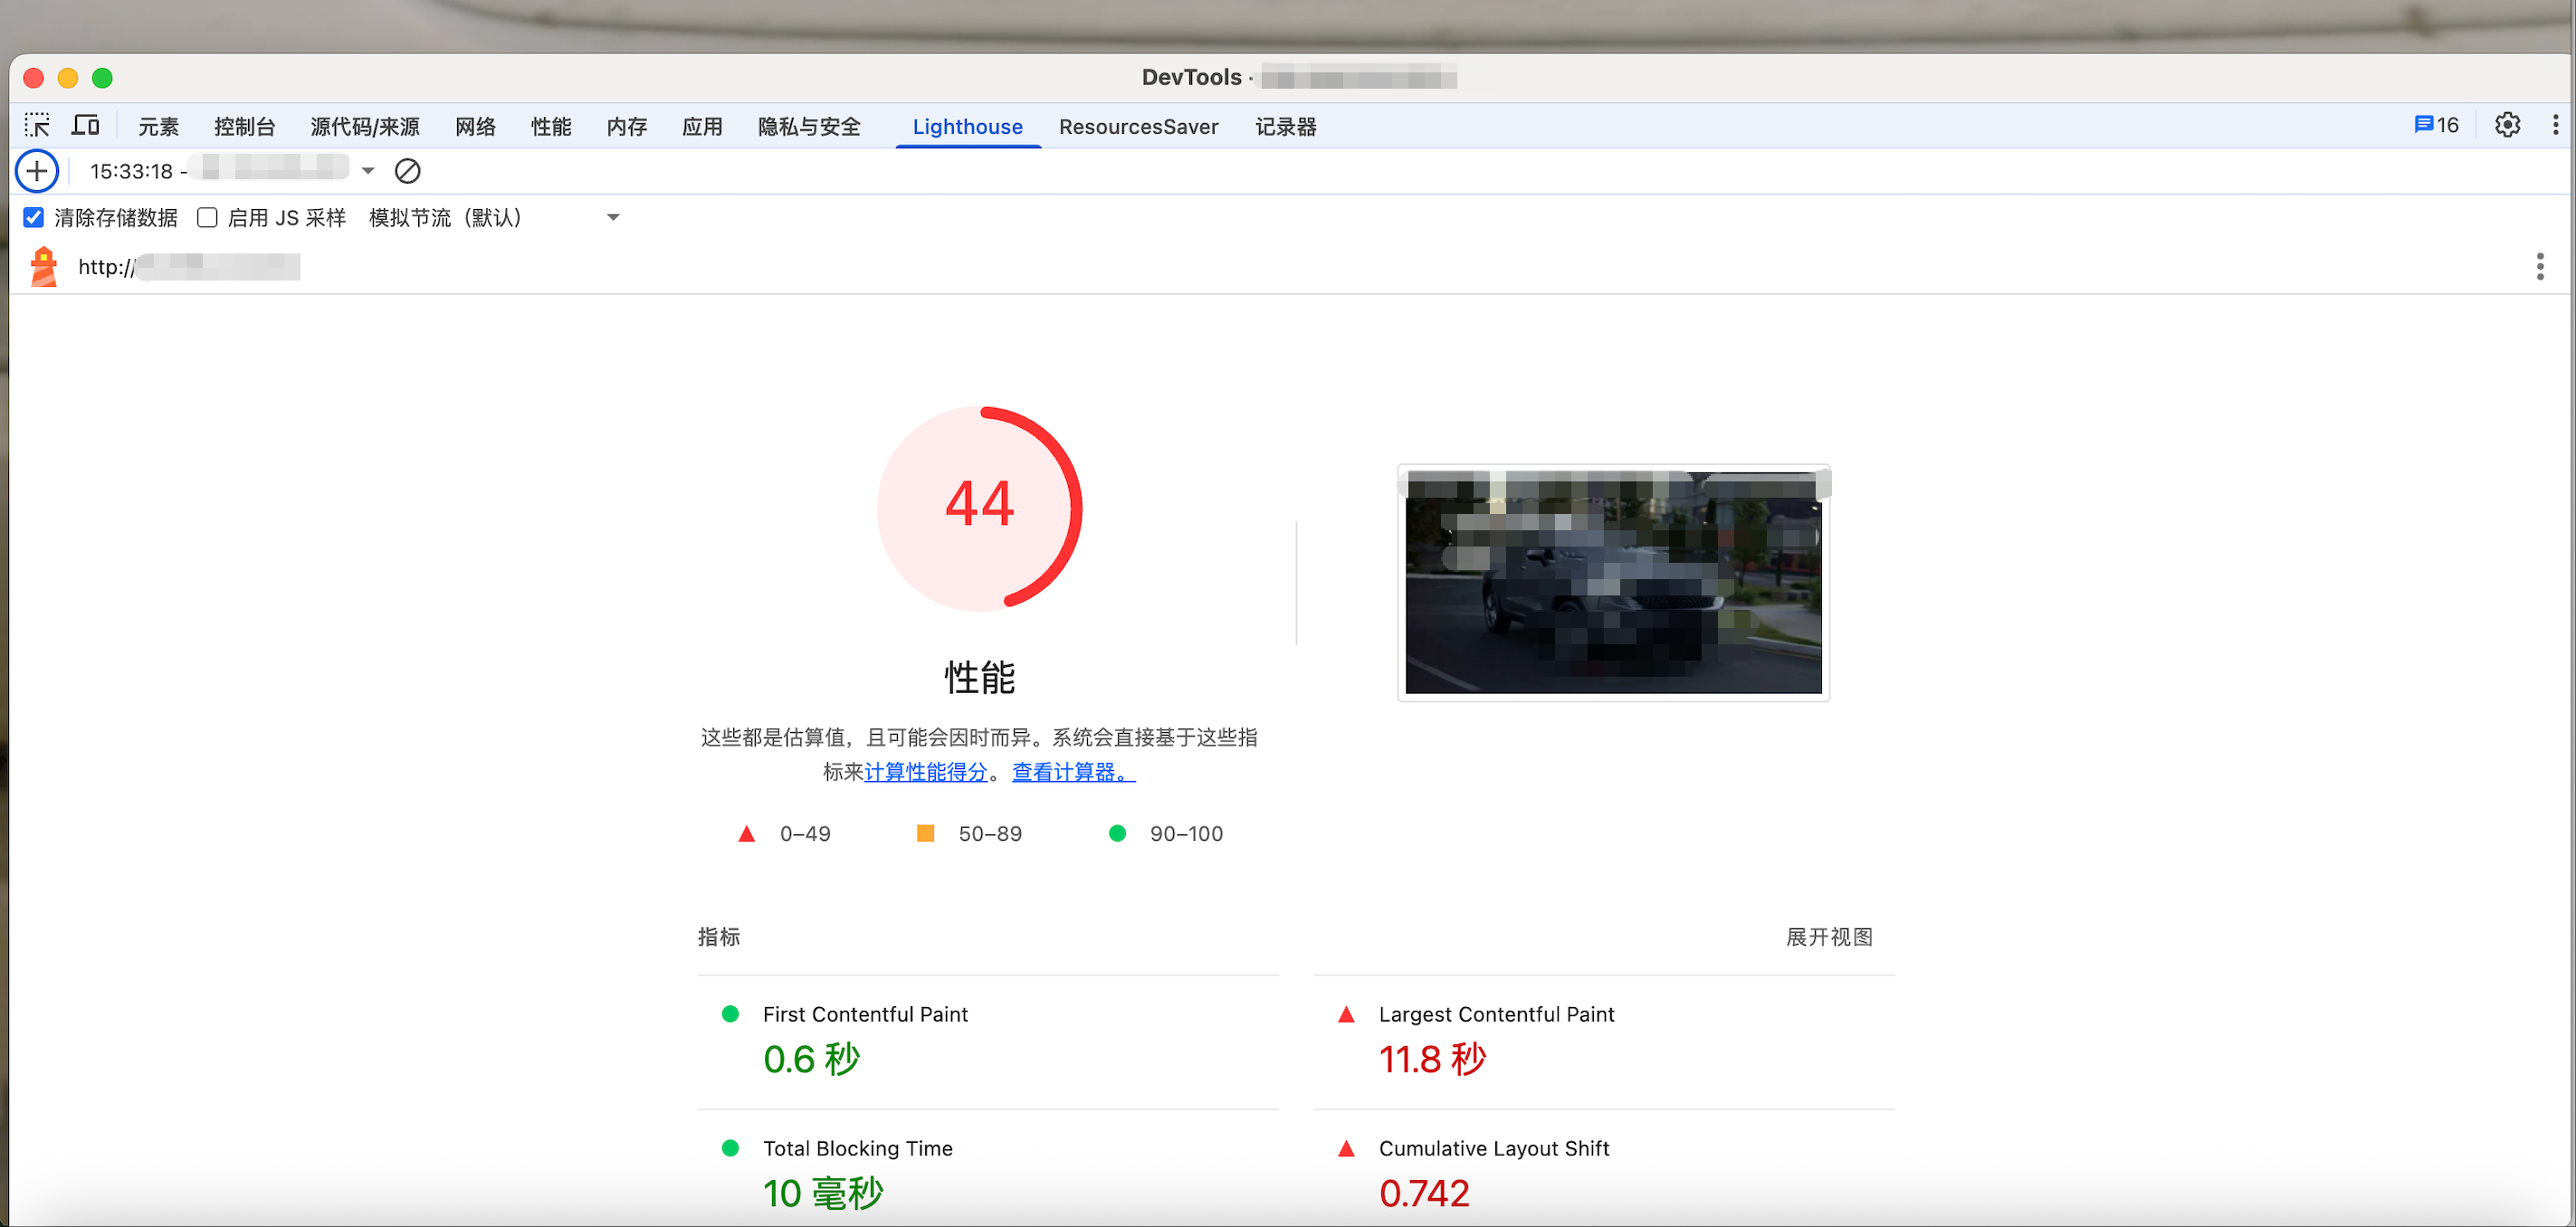 DevTools ·
元素 控制台 源代码/来源 网络 性能 内存 应用 隐私与安全 Lighthouse ResourcesSaver 记录器 16
15:33:18 -
清除存储数据 启用 JS 采样 模拟节流（默认）
http://
44
性能
这些都是估算值，且可能会因时而异。系统会直接基于这些指
标来计算性能得分。查看计算器。
0–49 50–89 90–100
指标 展开视图
First Contentful Paint
0.6 秒
Largest Contentful Paint
11.8 秒
Total Blocking Time
10 毫秒
Cumulative Layout Shift
0.742